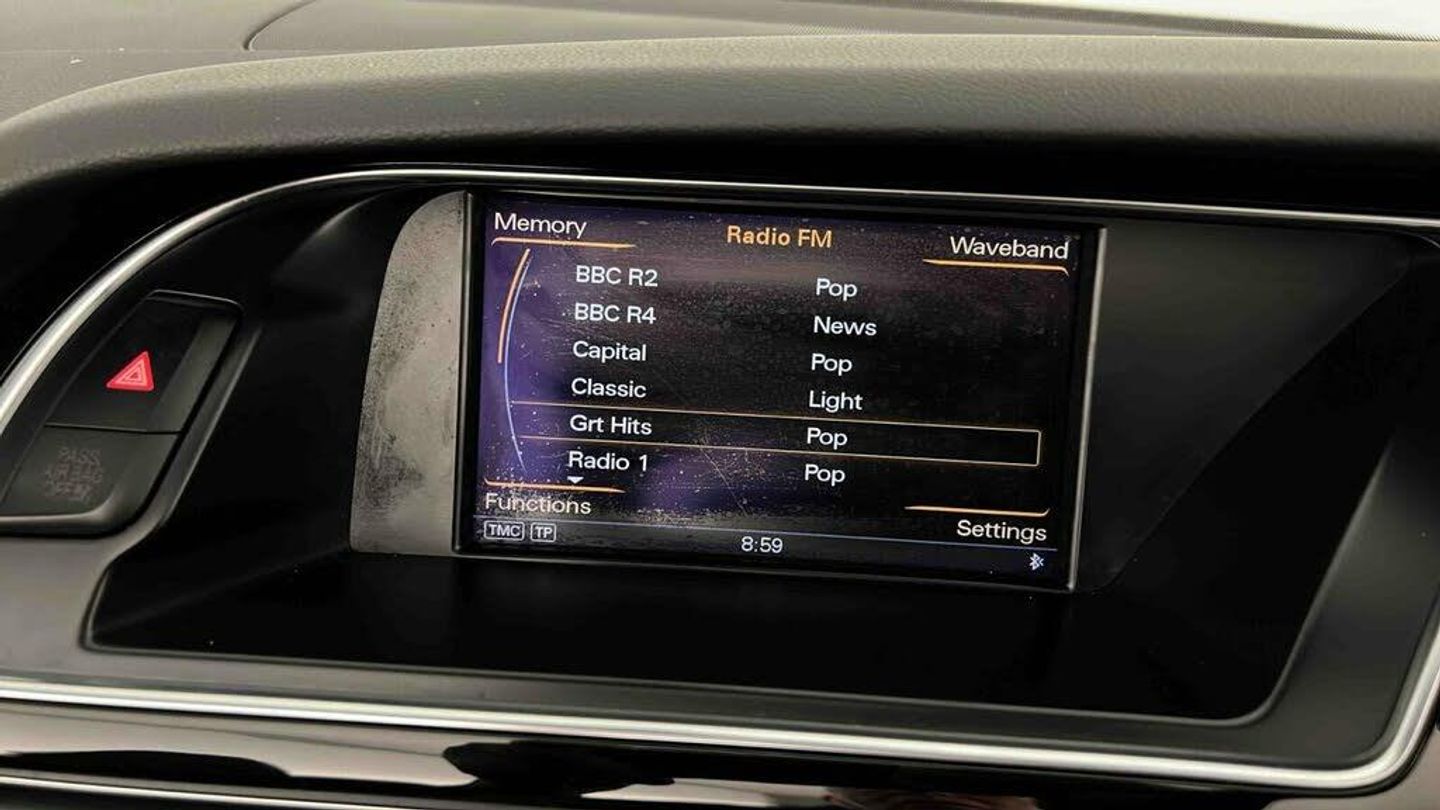 Memory Radio FM Waveband
BBC R2 Pop
BBC R4 News
Capital Pop
Classic Light
Grt Hits Pop
Radio 1 Pop
Functions Settings
TMC TP 8:59